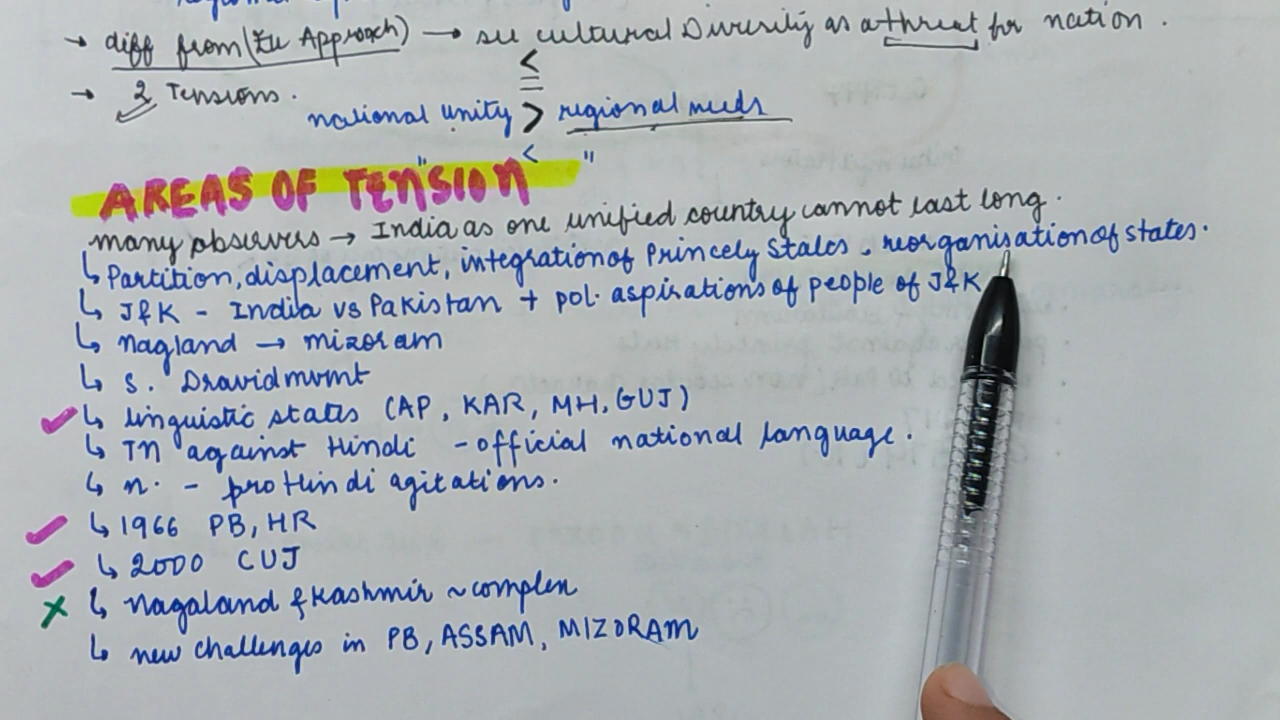 → diff from (Eu Approach) → see cultural Diversity as a threat for nation .
<
=
→ 2 Tensions .
national unity > regional needs
" < "
AREAS OF TENSION
many observers → India as one unified country cannot last long .
↳ Partition, displacement, integration of Princely States , reorganisation of states .
↳ J&K - India vs Pakistan + pol. aspirations of people of J&K
↳ Nagland → mizoram
↳ S. Dravid mvmt
✓ ↳ linguistic states (AP, KAR, MH, GUJ)
↳ TN against Hindi - official national language .
↳ n. - pro Hindi agitations .
✓ ↳ 1966 PB, HR
✓ ↳ 2000 CUJ
✗ ↳ Nagaland & Kashmir ~ complex
↳ new challenges in PB, ASSAM, MIZORAM